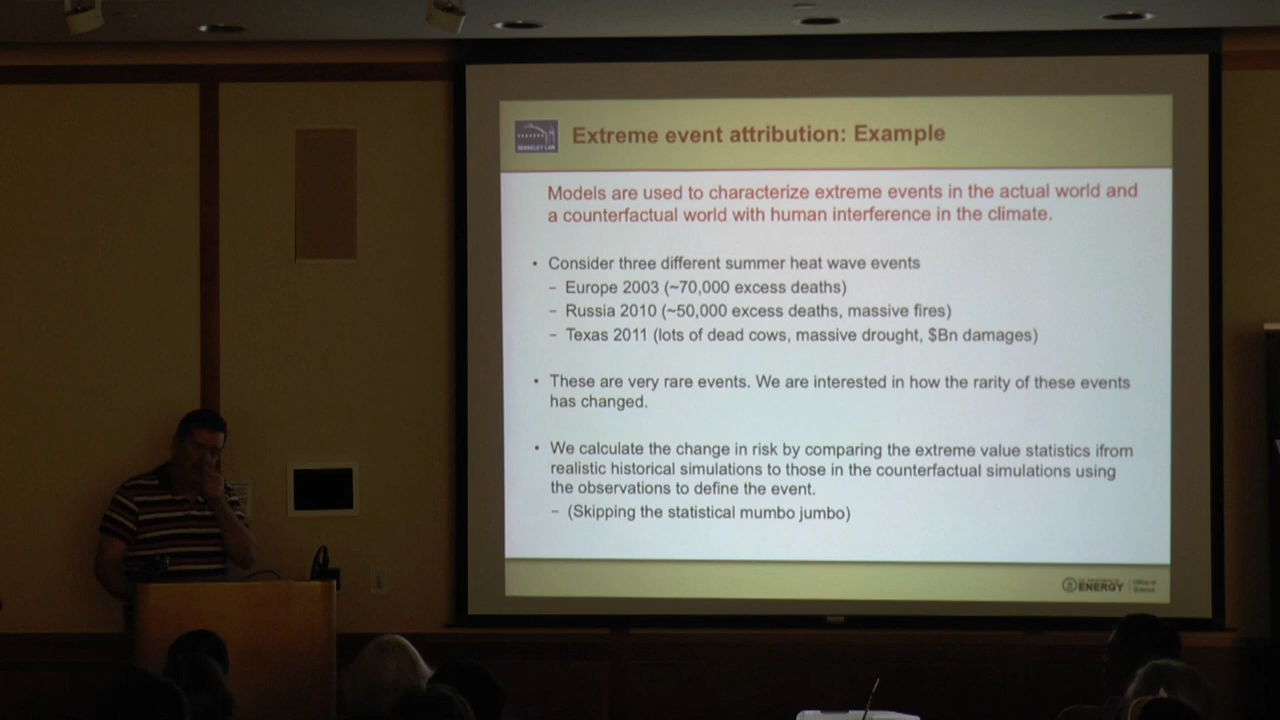 Extreme event attribution: Example
BERKELEY LAB
Models are used to characterize extreme events in the actual world and
a counterfactual world with human interference in the climate.
• Consider three different summer heat wave events
– Europe 2003 (~70,000 excess deaths)
– Russia 2010 (~50,000 excess deaths, massive fires)
– Texas 2011 (lots of dead cows, massive drought, $Bn damages)
• These are very rare events. We are interested in how the rarity of these events
has changed.
• We calculate the change in risk by comparing the extreme value statistics ifrom
realistic historical simulations to those in the counterfactual simulations using
the observations to define the event.
– (Skipping the statistical mumbo jumbo)
ENERGY
Office of
Science